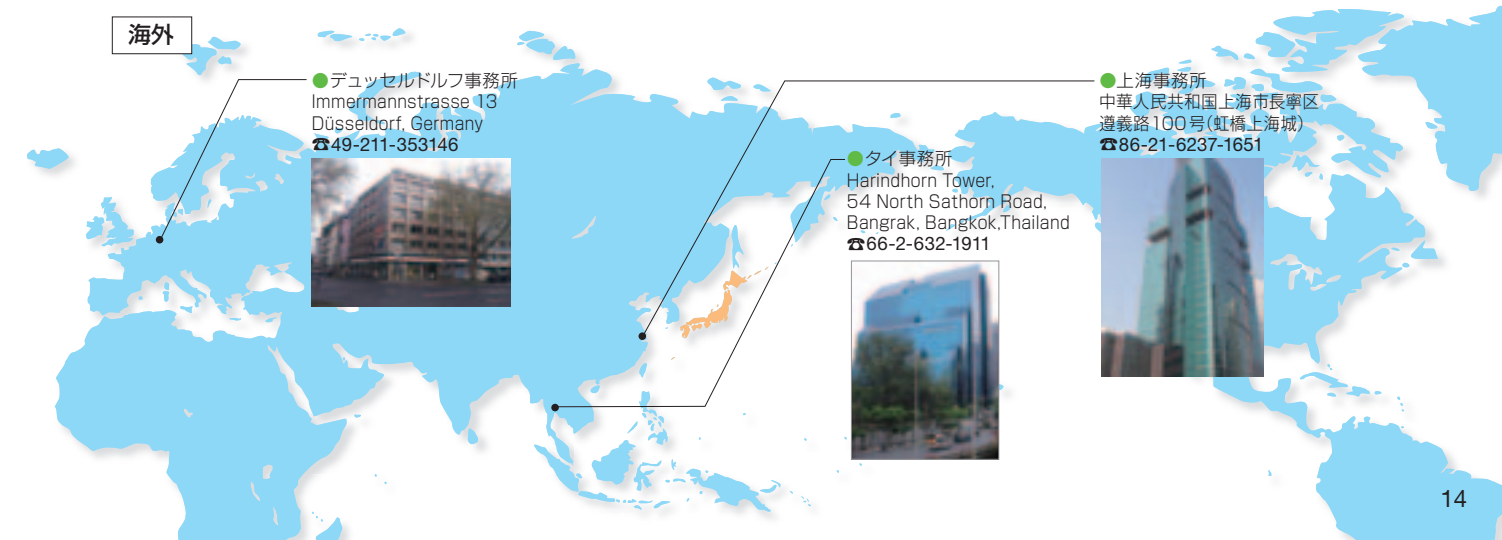 海外
●デュッセルドルフ事務所
Immermannstrasse 13
Düsseldorf, Germany
☎49-211-353146
●タイ事務所
Harindhorn Tower,
54 North Sathorn Road,
Bangrak, Bangkok,Thailand
☎66-2-632-1911
●上海事務所
中華人民共和国上海市長寧区
遵義路100号(虹橋上海城)
☎86-21-6237-1651
14